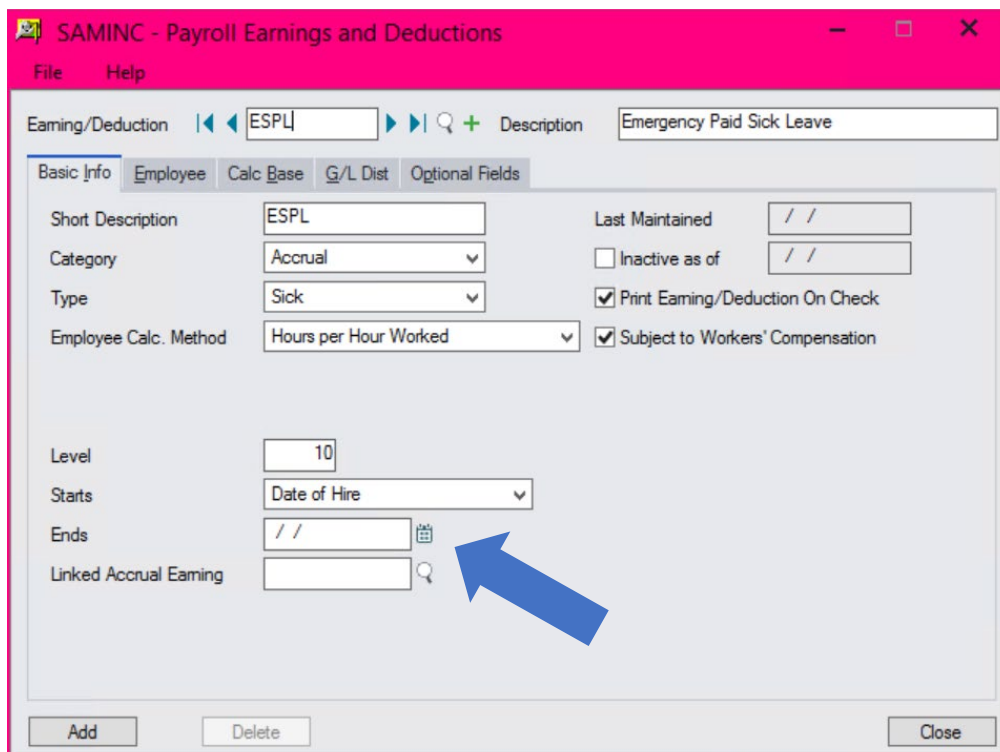 SAMINC - Payroll Earnings and Deductions
File Help
Earning/Deduction ESPL Description Emergency Paid Sick Leave
Basic Info Employee Calc Base G/L Dist Optional Fields
Short Description ESPL Last Maintained / /
Category Accrual Inactive as of / /
Type Sick Print Earning/Deduction On Check
Employee Calc. Method Hours per Hour Worked Subject to Workers' Compensation
Level 10
Starts Date of Hire
Ends / /
Linked Accrual Earning
Add Delete Close